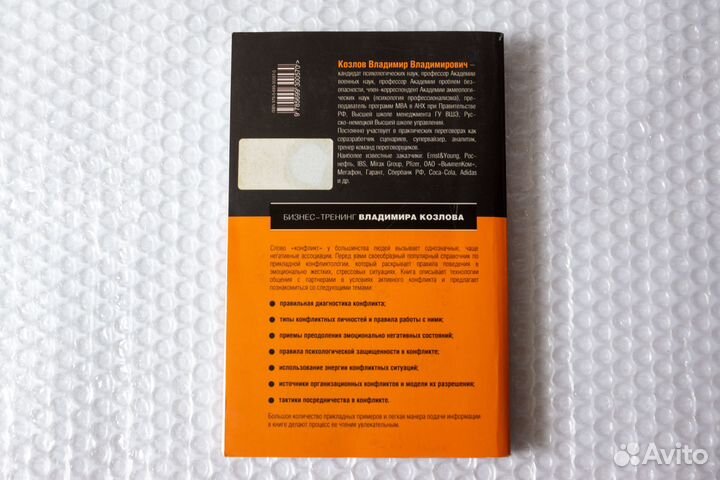 Козлов Владимир Владимирович –
кандидат психологических наук, профессор Академии
военных наук, профессор Академии проблем без-
опасности, член-корреспондент Академии акмеологи-
ческих наук (психология профессионализма), пре-
подаватель программ МВА в АНХ при Правительстве
РФ, Высшей школе менеджмента ГУ ВШЭ, Рус-
ско-немецкой Высшей школе управления.
Постоянно участвует в практических переговорах как
соразработчик сценариев, супервайзер, аналитик,
тренер команд переговорщиков.
Наиболее известные заказчики: Ernst&Young, Рос-
нефть, IBS, Mirax Group, Pfizer, ОАО «ВымпелКом»,
Мегафон, Гарант, Сбербанк РФ, Coca-Cola, Adidas
и др.
9 785699 300570 >
БИЗНЕС-ТРЕНИНГ ВЛАДИМИРА КОЗЛОВА
Слово «конфликт» у большинства людей вызывает однозначные, чаще
негативные ассоциации. Перед вами своеобразный популярный справочник по
прикладной конфликтологии, который раскрывает правила поведения в
эмоционально жестких, стрессовых ситуациях. Книга описывает технологии
общения с партнерами в условиях активного конфликта и предлагает
познакомиться со следующими темами:
● правильная диагностика конфликта;
● типы конфликтных личностей и правила работы с ними;
● приемы преодоления эмоционально негативных состояний;
● правила психологической защищенности в конфликте;
● использование энергии конфликтных ситуаций;
● источники организационных конфликтов и модели их разрешения;
● тактики посредничества в конфликте.
Большое количество прикладных примеров и легкая манера подачи информации
в книге делают процесс ее чтения увлекательным.
Avito